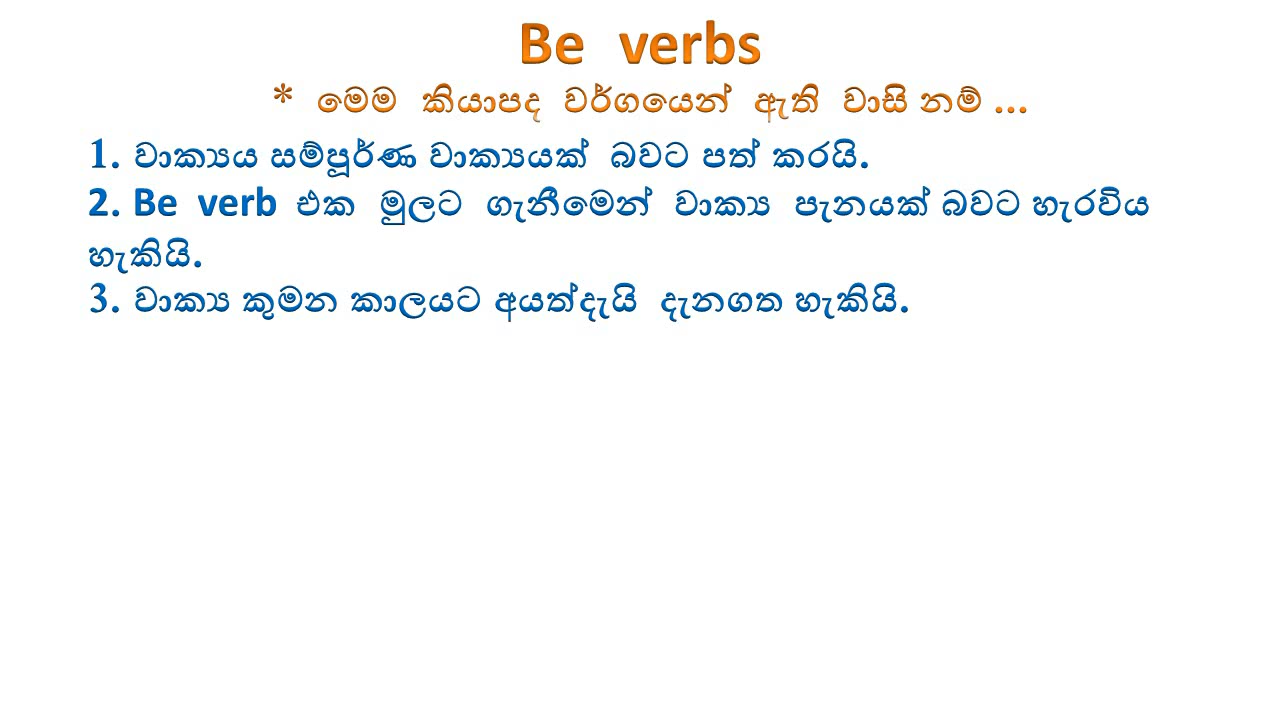 Be verbs
* මෙම ක්‍රියාපද වර්ගයෙන් ඇති වාසි නම් ...
1. වාක්‍යය සම්පූර්ණ වාක්‍යයක් බවට පත් කරයි.
2. Be verb එක මුලට ගැනීමෙන් වාක්‍ය පැනයක් බවට හැරවිය
හැකියි.
3. වාක්‍ය කුමන කාලයට අයත්දැයි දැනගත හැකියි.